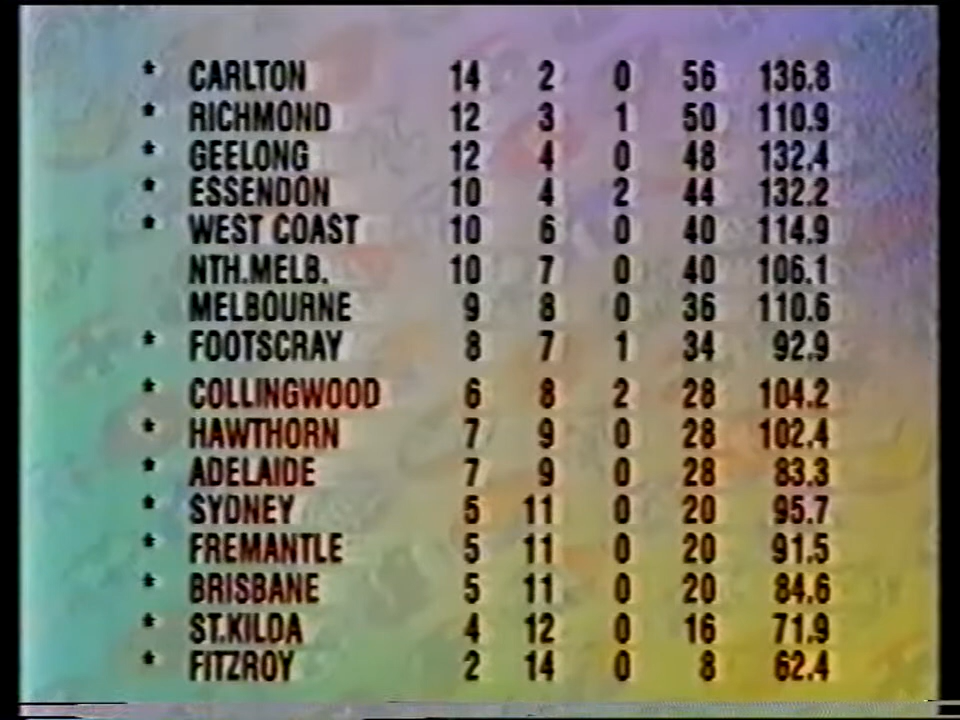 * CARLTON 14 2 0 56 136.8
* RICHMOND 12 3 1 50 110.9
* GEELONG 12 4 0 48 132.4
* ESSENDON 10 4 2 44 132.2
* WEST COAST 10 6 0 40 114.9
NTH.MELB. 10 7 0 40 106.1
MELBOURNE 9 8 0 36 110.6
* FOOTSCRAY 8 7 1 34 92.9
* COLLINGWOOD 6 8 2 28 104.2
* HAWTHORN 7 9 0 28 102.4
* ADELAIDE 7 9 0 28 83.3
* SYDNEY 5 11 0 20 95.7
* FREMANTLE 5 11 0 20 91.5
* BRISBANE 5 11 0 20 84.6
* ST.KILDA 4 12 0 16 71.9
* FITZROY 2 14 0 8 62.4